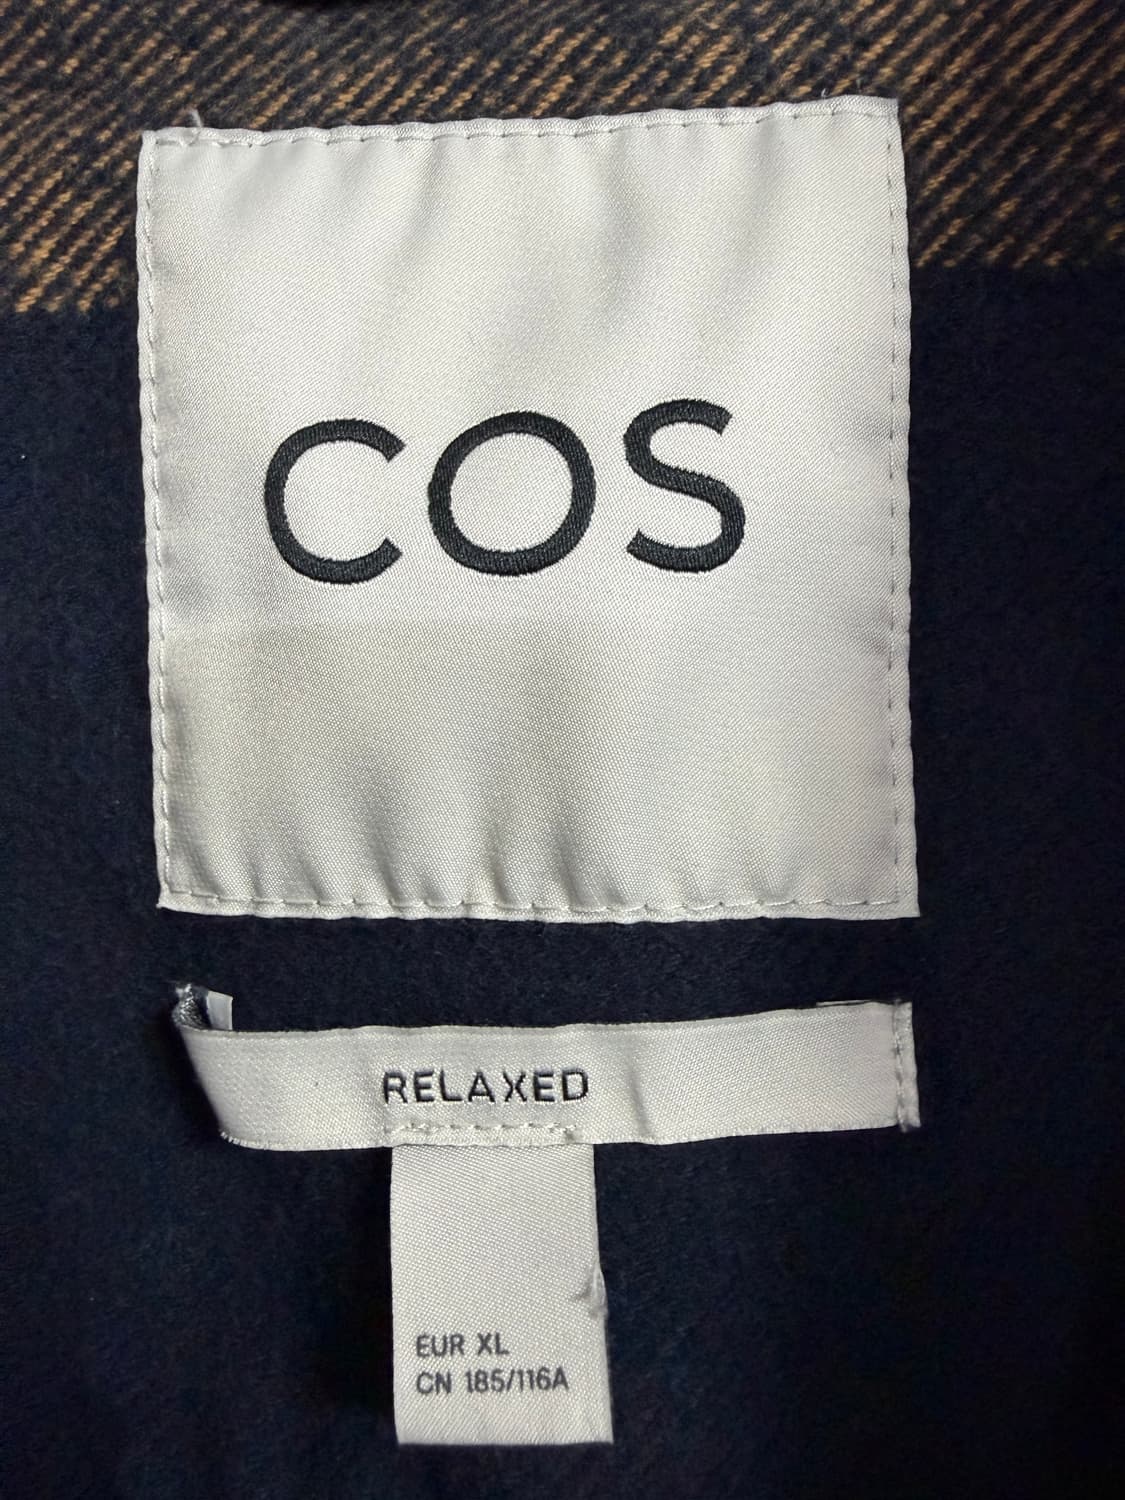 COS
RELAXED
EUR XL
CN 185/116A